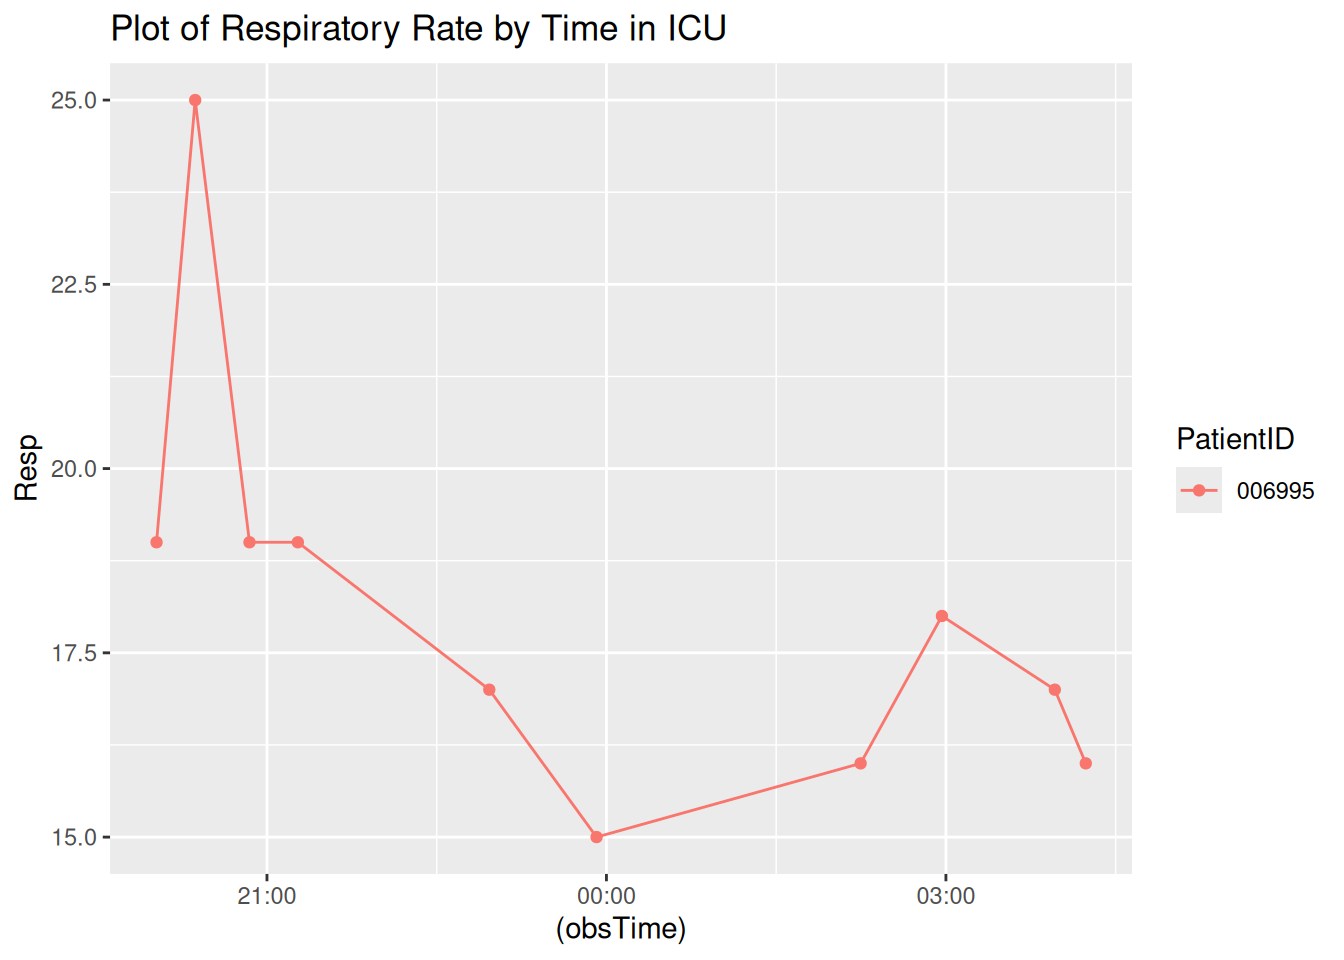 Plot of Respiratory Rate by Time in ICU
25.0
22.5
20.0
17.5
15.0
Resp
21:00 00:00 03:00
(obsTime)
PatientID
006995